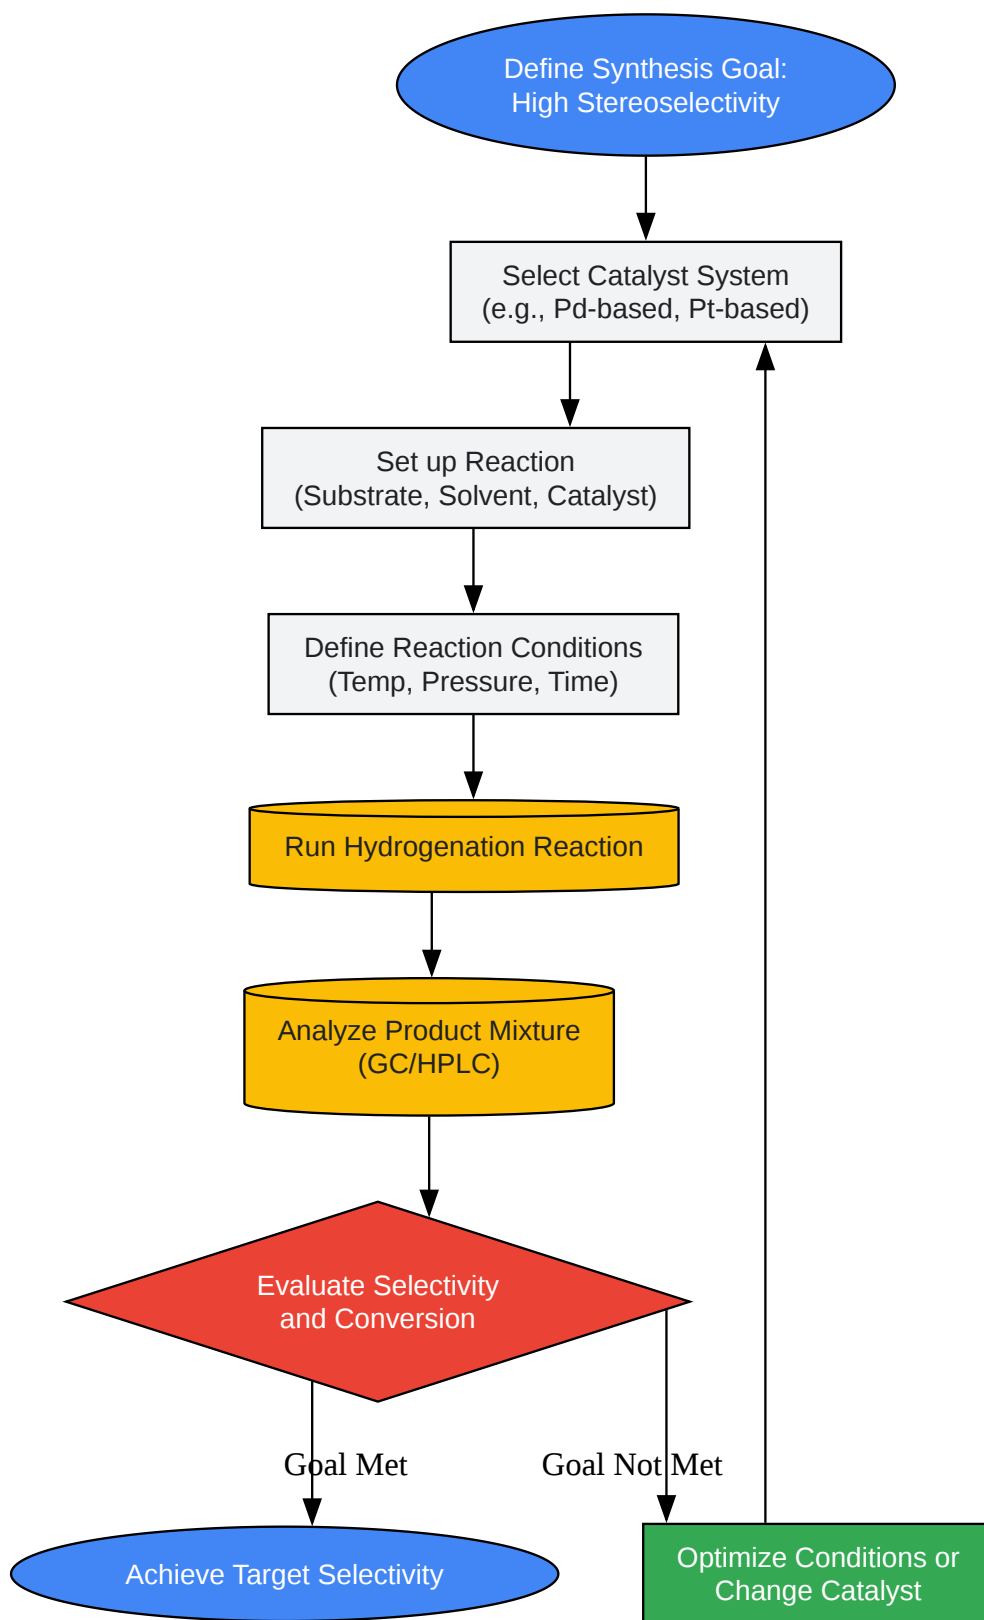 Define Synthesis Goal:
High Stereoselectivity
Select Catalyst System
(e.g., Pd-based, Pt-based)
Set up Reaction
(Substrate, Solvent, Catalyst)
Define Reaction Conditions
(Temp, Pressure, Time)
Run Hydrogenation Reaction
Analyze Product Mixture
(GC/HPLC)
Evaluate Selectivity
and Conversion
Goal Met
Goal Not Met
Achieve Target Selectivity
Optimize Conditions or
Change Catalyst